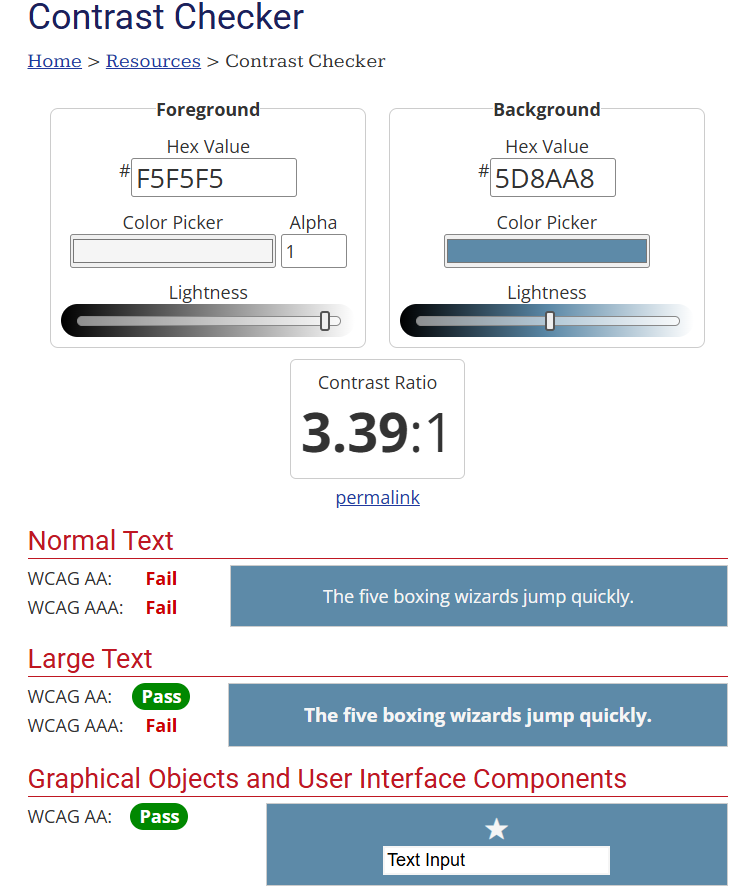 Contrast Checker
Home > Resources > Contrast Checker
Foreground
Hex Value
# F5F5F5
Color Picker Alpha
1
Lightness
Background
Hex Value
# 5D8AA8
Color Picker
Lightness
Contrast Ratio
3.39:1
permalink
Normal Text
WCAG AA: Fail
WCAG AAA: Fail
The five boxing wizards jump quickly.
Large Text
WCAG AA: Pass
WCAG AAA: Fail
The five boxing wizards jump quickly.
Graphical Objects and User Interface Components
WCAG AA: Pass
Text Input